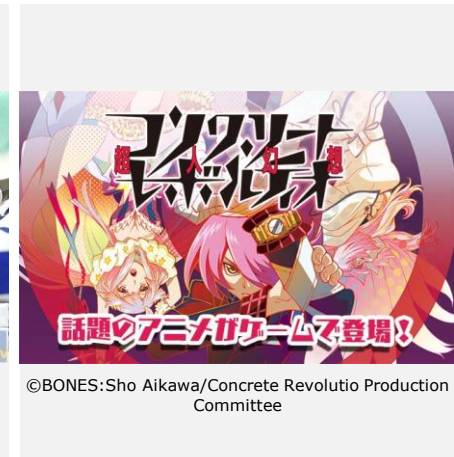 コンクリート
超人幻想
レボルティオ
話題のアニメがゲームで登場！
©BONES:Sho Aikawa/Concrete Revolutio Production
Committee